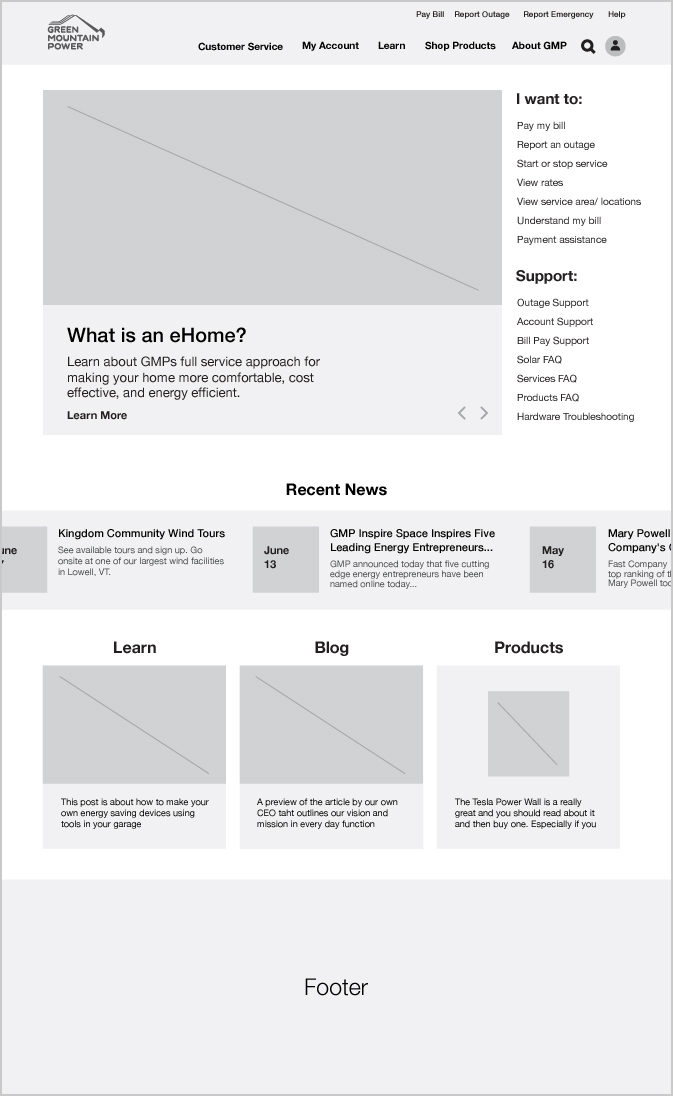 GREEN
MOUNTAIN
POWER
Pay Bill Report Outage Report Emergency Help
Customer Service My Account Learn Shop Products About GMP
What is an eHome?
Learn about GMPs full service approach for
making your home more comfortable, cost
effective, and energy efficient.
Learn More
I want to:
Pay my bill
Report an outage
Start or stop service
View rates
View service area/ locations
Understand my bill
Payment assistance
Support:
Outage Support
Account Support
Bill Pay Support
Solar FAQ
Services FAQ
Products FAQ
Hardware Troubleshooting
Recent News
Kingdom Community Wind Tours
See available tours and sign up. Go
onsite at one of our largest wind facilities
in Lowell, VT.
June
13
GMP Inspire Space Inspires Five
Leading Energy Entrepreneurs...
GMP announced today that five cutting
edge energy entrepreneurs have been
named online today...
May
16
Mary Powell
Company's
Fast Company
top ranking of
Mary Powell
Learn
This post is about how to make your
own energy saving devices using
tools in your garage
Blog
A preview of the article by our own
CEO taht outlines our vision and
mission in every day function
Products
The Tesla Power Wall is a really
great and you should read about it
and then buy one. Especially if you
Footer